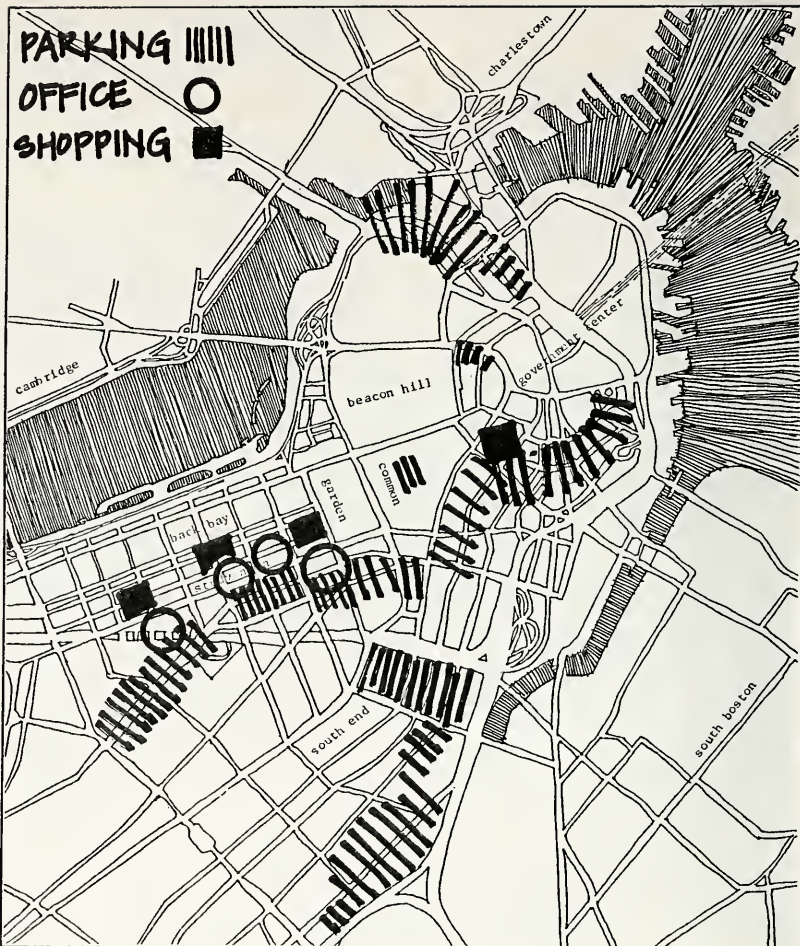 PARKING
OFFICE
SHOPPING
charlestown
cambridge
government center
beacon hill
common
garden
back bay
south end
south boston